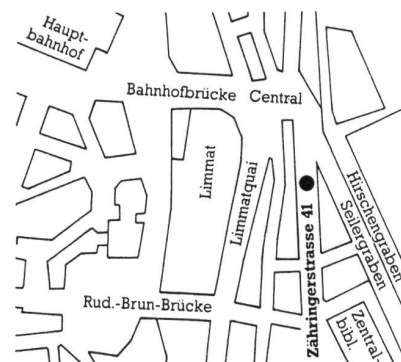 Haupt-
bahnhof
Bahnhofbrücke Central
Limmat
Limmatquai
Hirschengraben
Seilergraben
Zähringerstrasse 41
Rud.-Brun-Brücke
Zentral-
bibl.